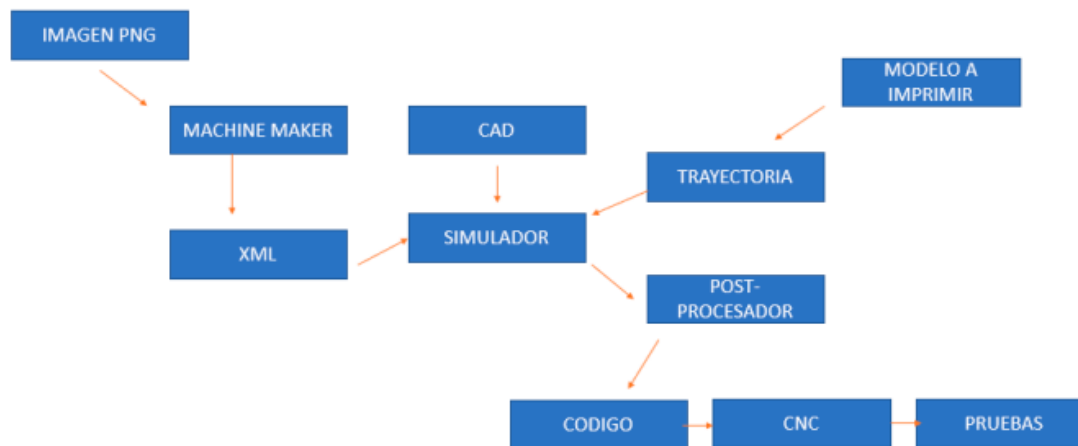 IMAGEN PNG
MODELO A
IMPRIMIR
MACHINE MAKER
CAD
TRAYECTORIA
XML
SIMULADOR
POST-
PROCESADOR
CODIGO
CNC
PRUEBAS